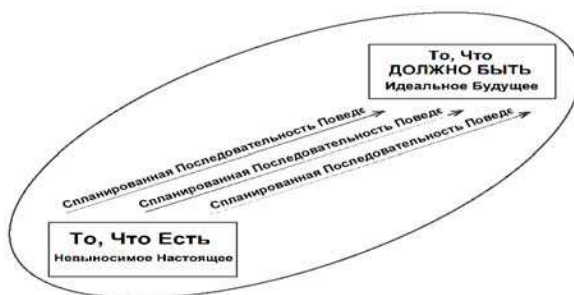 То, Что
ДОЛЖНО БЫТЬ
Идеальное Будущее
Спланированная Последовательность Поведе
Спланированная Последовательность Поведе
Спланированная Последовательность Поведе
То, Что Есть
Невыносимое Настоящее